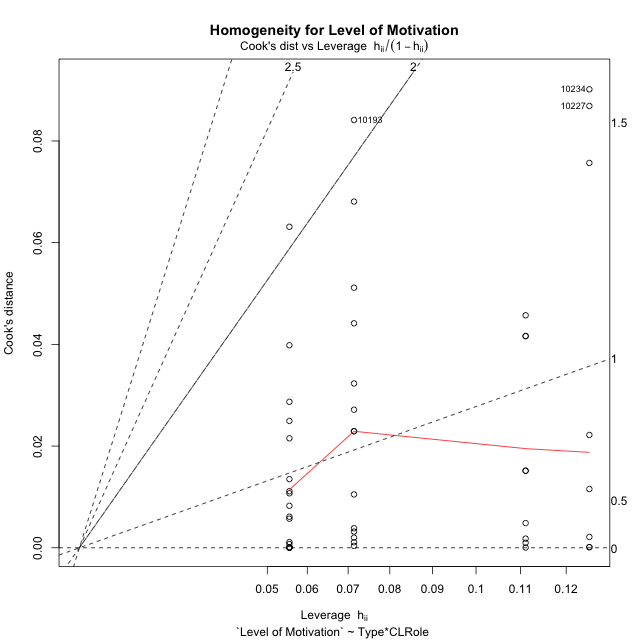 Homogeneity for Level of Motivation
Cook's dist vs Leverage hii/(1 − hii)
2.5 2
10234
10227
10193
1.5
1
0.5
0
0.08
0.06
0.04
0.02
0.00
Cook's distance
0.05 0.06 0.07 0.08 0.09 0.1 0.11 0.12
Leverage hii
`Level of Motivation` ~ Type*CLRole